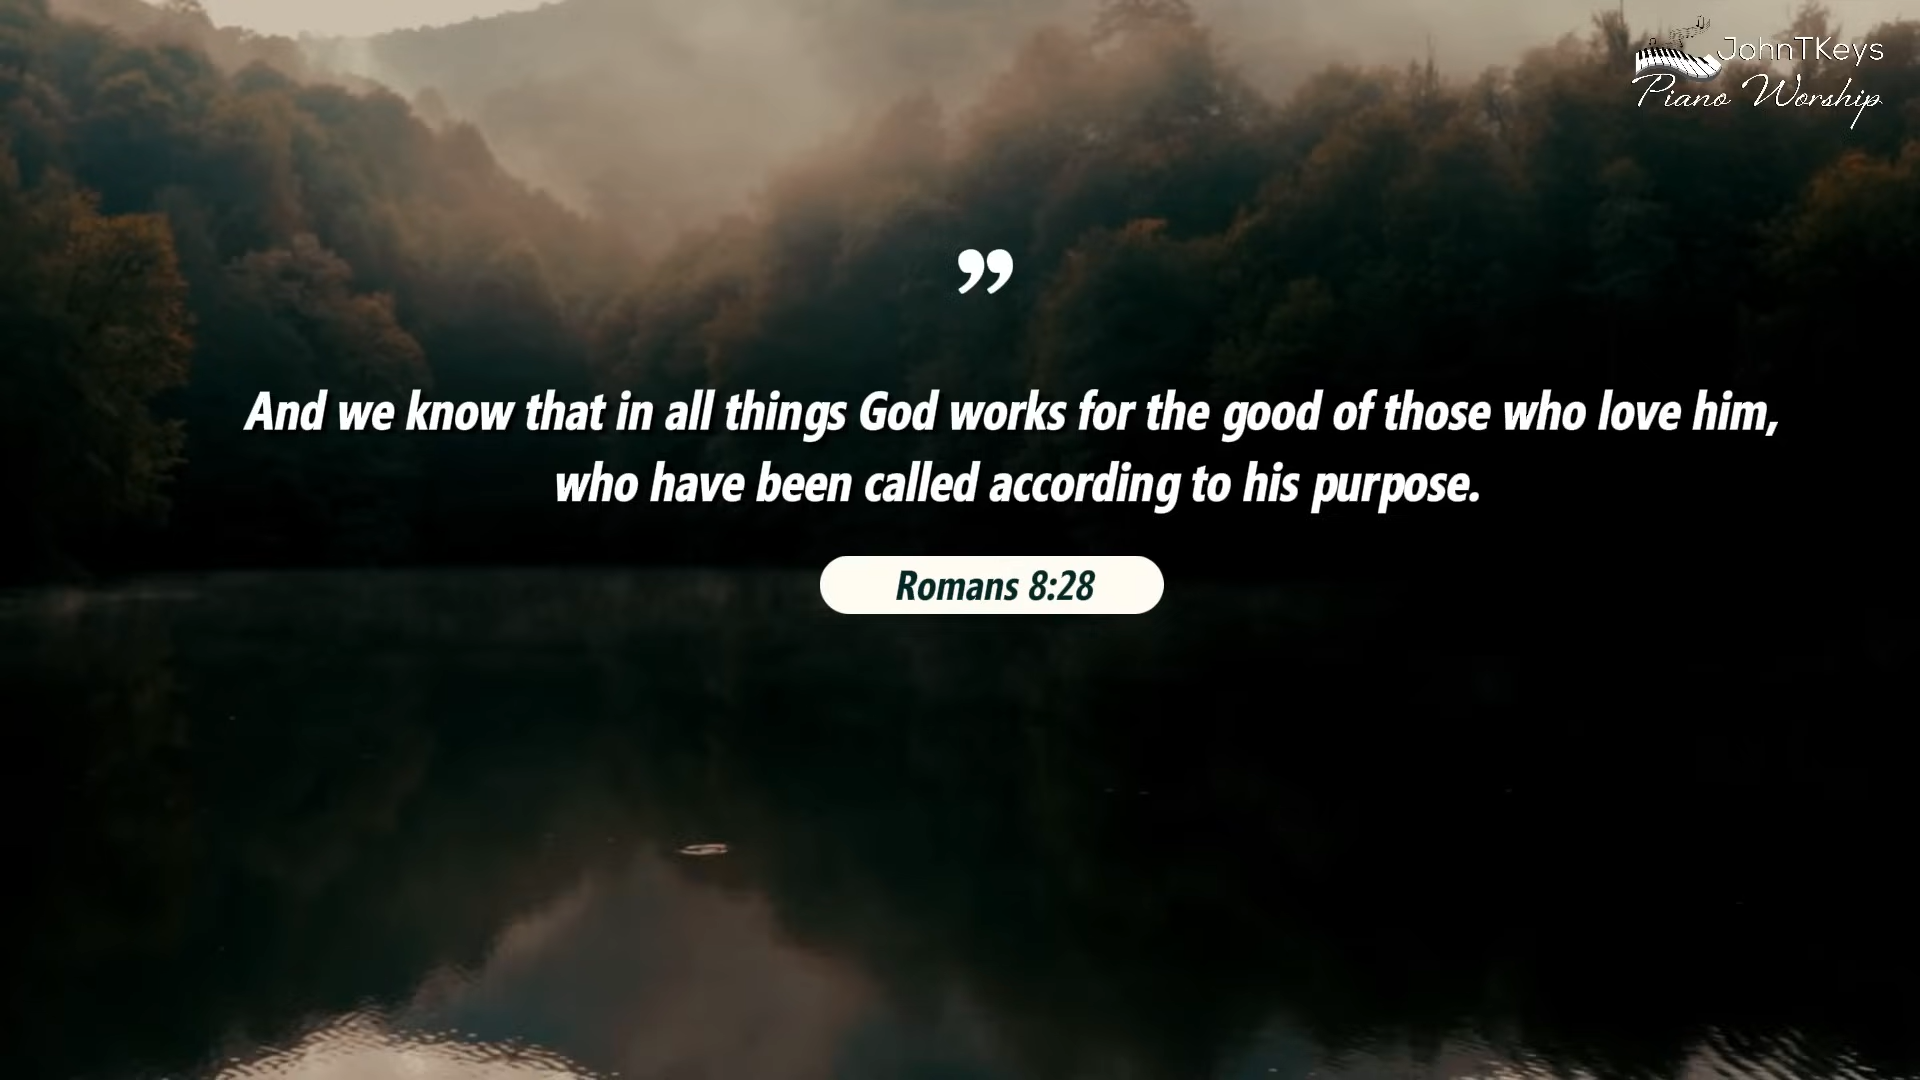 JohnTKeys
Piano Worship
”
And we know that in all things God works for the good of those who love him,
who have been called according to his purpose.
Romans 8:28